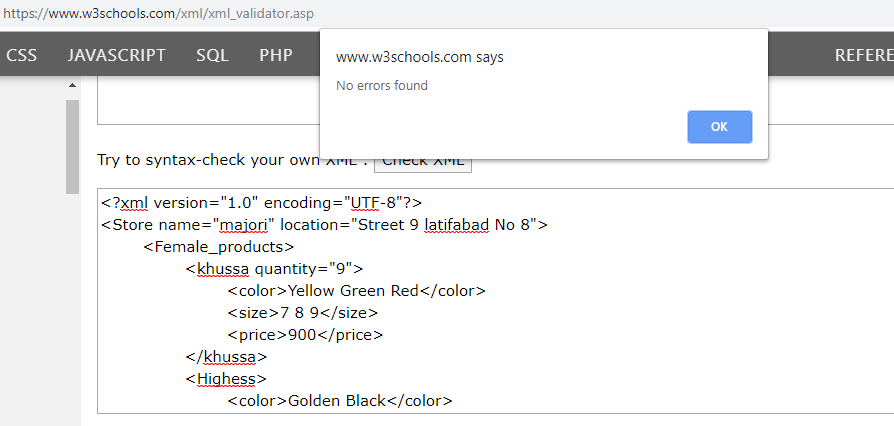 https://www.w3schools.com/xml/xml_validator.asp
CSS JAVASCRIPT SQL PHP REFERE
www.w3schools.com says
No errors found
OK
Try to syntax-check your own XML : Check XML
<?xml version="1.0" encoding="UTF-8"?>
<Store name="majori" location="Street 9 latifabad No 8">
<Female_products>
<khussa quantity="9">
<color>Yellow Green Red</color>
<size>7 8 9</size>
<price>900</price>
</khussa>
<Highess>
<color>Golden Black</color>